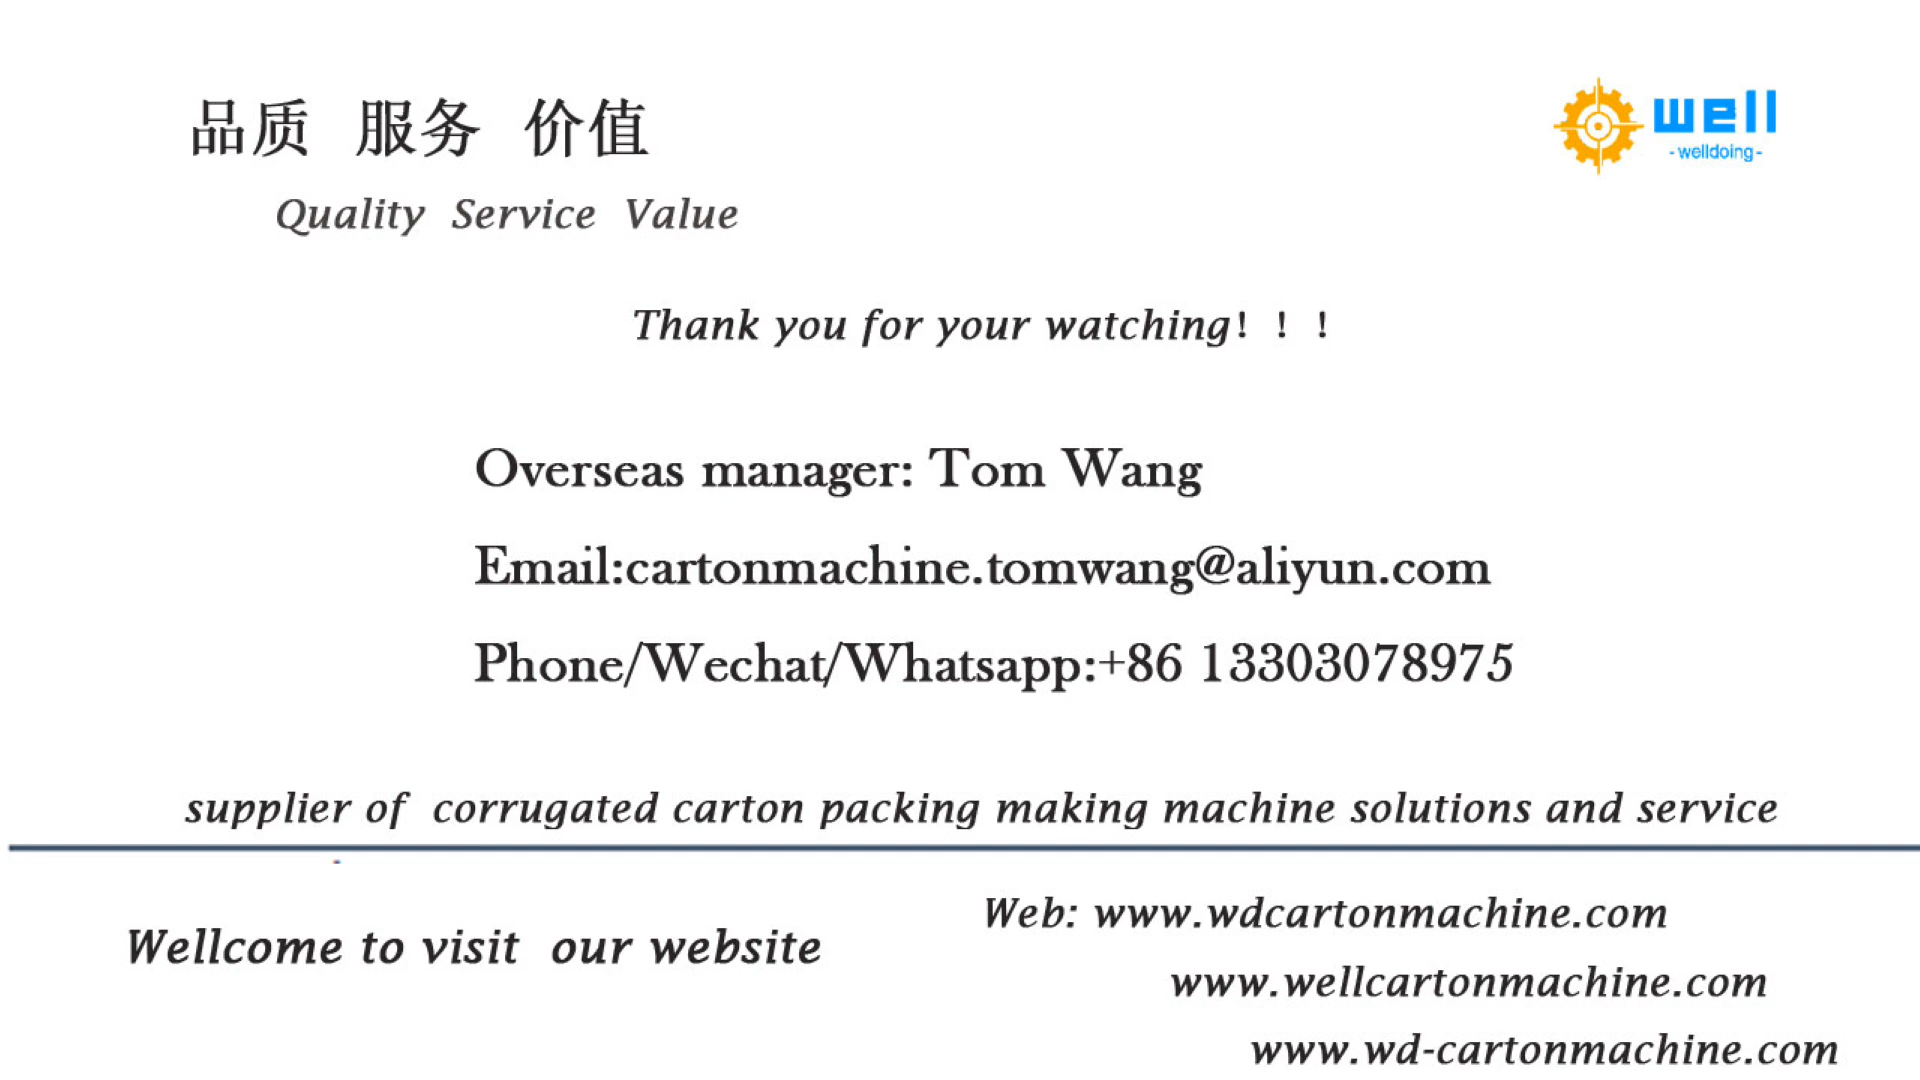 品质 服务 价值
well
-welldoing-
Quality Service Value
Thank you for your watching！！！
Overseas manager: Tom Wang
Email:cartonmachine.tomwang@aliyun.com
Phone/Wechat/Whatsapp:+86 13303078975
supplier of corrugated carton packing making machine solutions and service
Wellcome to visit our website
Web: www.wdcartonmachine.com
www.wellcartonmachine.com
www.wd-cartonmachine.com